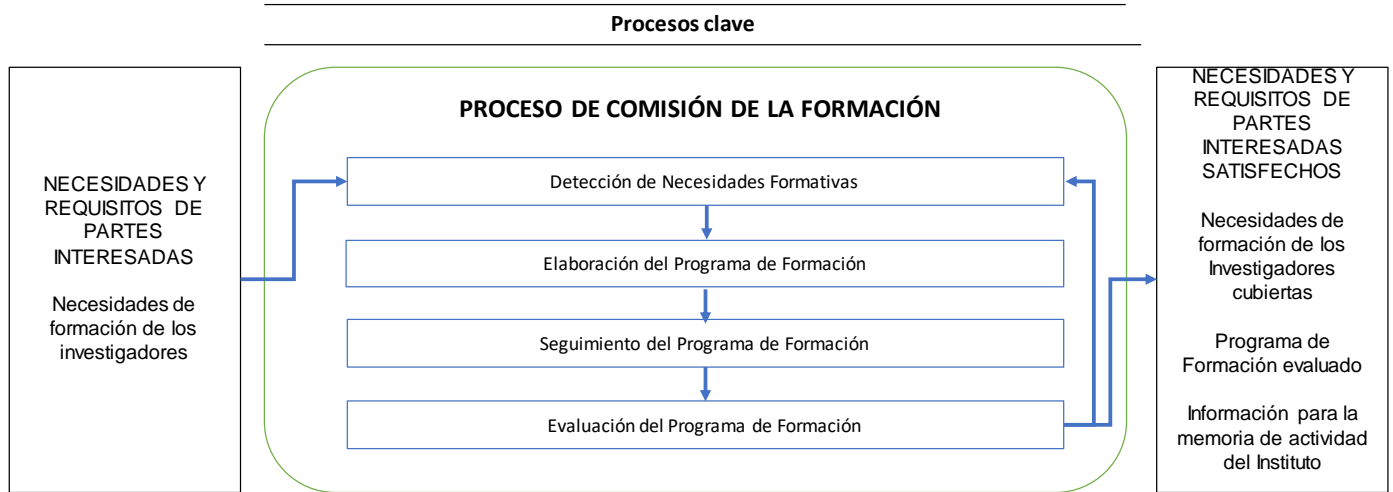 Procesos clave
NECESIDADES Y
REQUISITOS DE
PARTES
INTERESADAS
Necesidades de
formación de los
investigadores
PROCESO DE COMISIÓN DE LA FORMACIÓN
Detección de Necesidades Formativas
Elaboración del Programa de Formación
Seguimiento del Programa de Formación
Evaluación del Programa de Formación
NECESIDADES Y
REQUISITOS DE
PARTES
INTERESADAS
SATISFECHOS
Necesidades de
formación de los
Investigadores
cubiertas
Programa de
Formación evaluado
Información para la
memoria de actividad
del Instituto